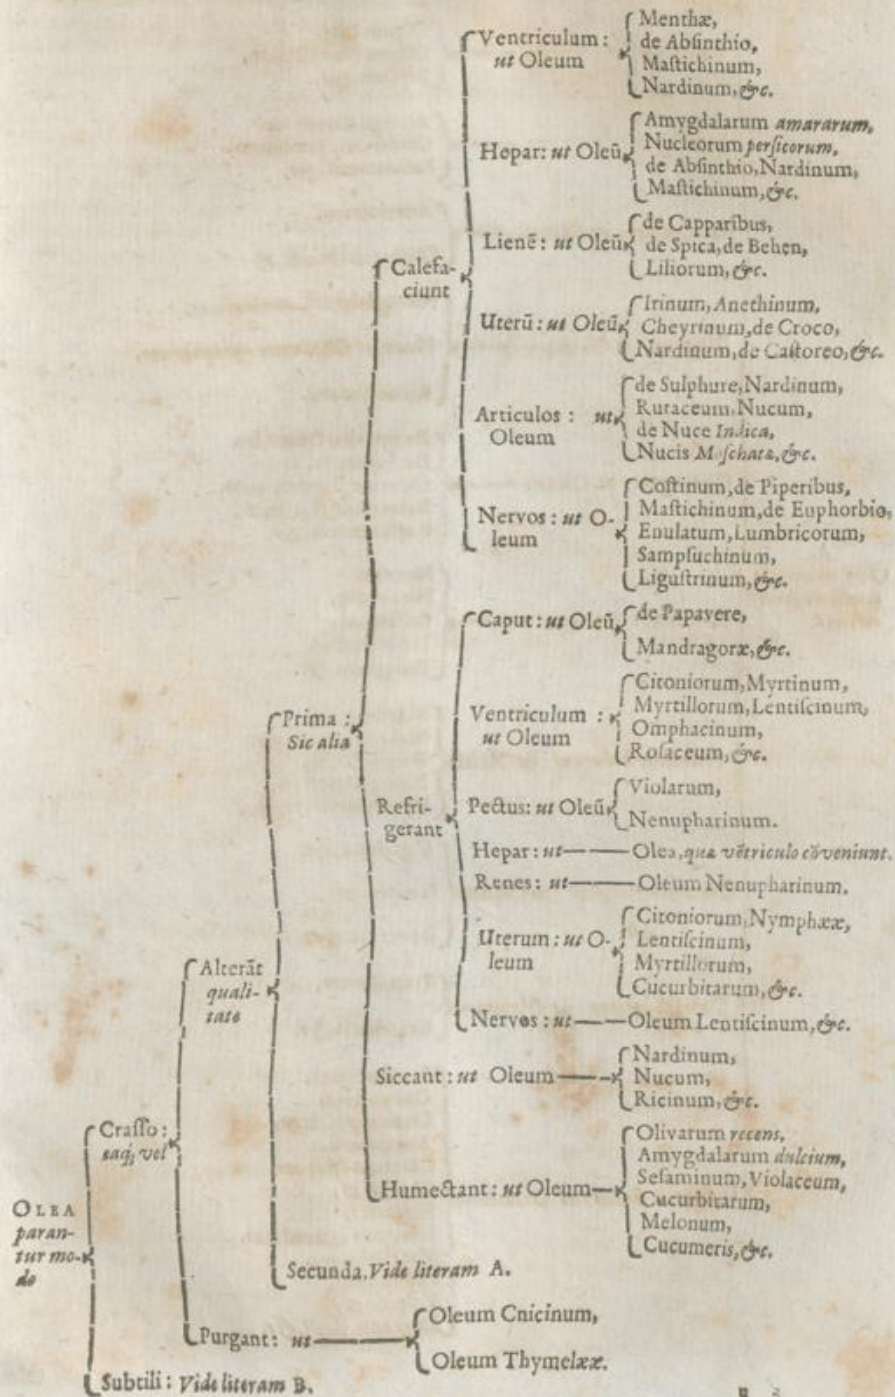 OLEA
paran-
tur mo-
do
Crasso :
eaq; vel
Alterāt
quali-
tate
Prima :
Sic alia
Calefa-
ciunt
Ventriculum :
ut Oleum
Menthæ,
de Absinthio,
Mastichinum,
Nardinum, &c.
Hepar: ut Oleū
Amygdalarum amararum,
Nucleorum persicorum,
de Absinthio, Nardinum,
Mastichinum, &c.
Lienē : ut Oleū
de Capparibus,
de Spica, de Behen,
Liliorum, &c.
Uterū : ut Oleū
Irinum, Anethinum,
Cheyrinum, de Croco,
Nardinum, de Castoreo, &c.
Articulos : ut
Oleum
de Sulphure, Nardinum,
Rutaceum, Nucum,
de Nuce Indica,
Nucis Moschata, &c.
Nervos : ut O-
leum
Costinum, de Piperibus,
Mastichinum, de Euphorbio,
Enulatum, Lumbricorum,
Sampsuchinum,
Ligustrinum, &c.
Refri-
gerant
Caput : ut Oleū
de Papavere,
Mandragoræ, &c.
Ventriculum :
ut Oleum
Citoniorum, Myrtinum,
Myrtillorum, Lentiscinum,
Omphacinum,
Rosaceum, &c.
Pectus: ut Oleū
Violarum,
Nenupharinum.
Hepar: ut Olea, quæ vētriculo cōveniunt.
Renes: ut Oleum Nenupharinum.
Uterum : ut O-
leum
Citoniorum, Nymphææ,
Lentiscinum,
Myrtillorum,
Cucurbitarum, &c.
Nervos : ut Oleum Lentiscinum, &c.
Siccant : ut Oleum
Nardinum,
Nucum,
Ricinum, &c.
Humectant : ut Oleum
Olivarum recens,
Amygdalarum dulcium,
Sesaminum, Violaceum,
Cucurbitarum,
Melonum,
Cucumeris, &c.
Secunda. Vide literam A.
Purgant : ut
Oleum Cnicinum,
Oleum Thymelææ.
Subtili : Vide literam B.